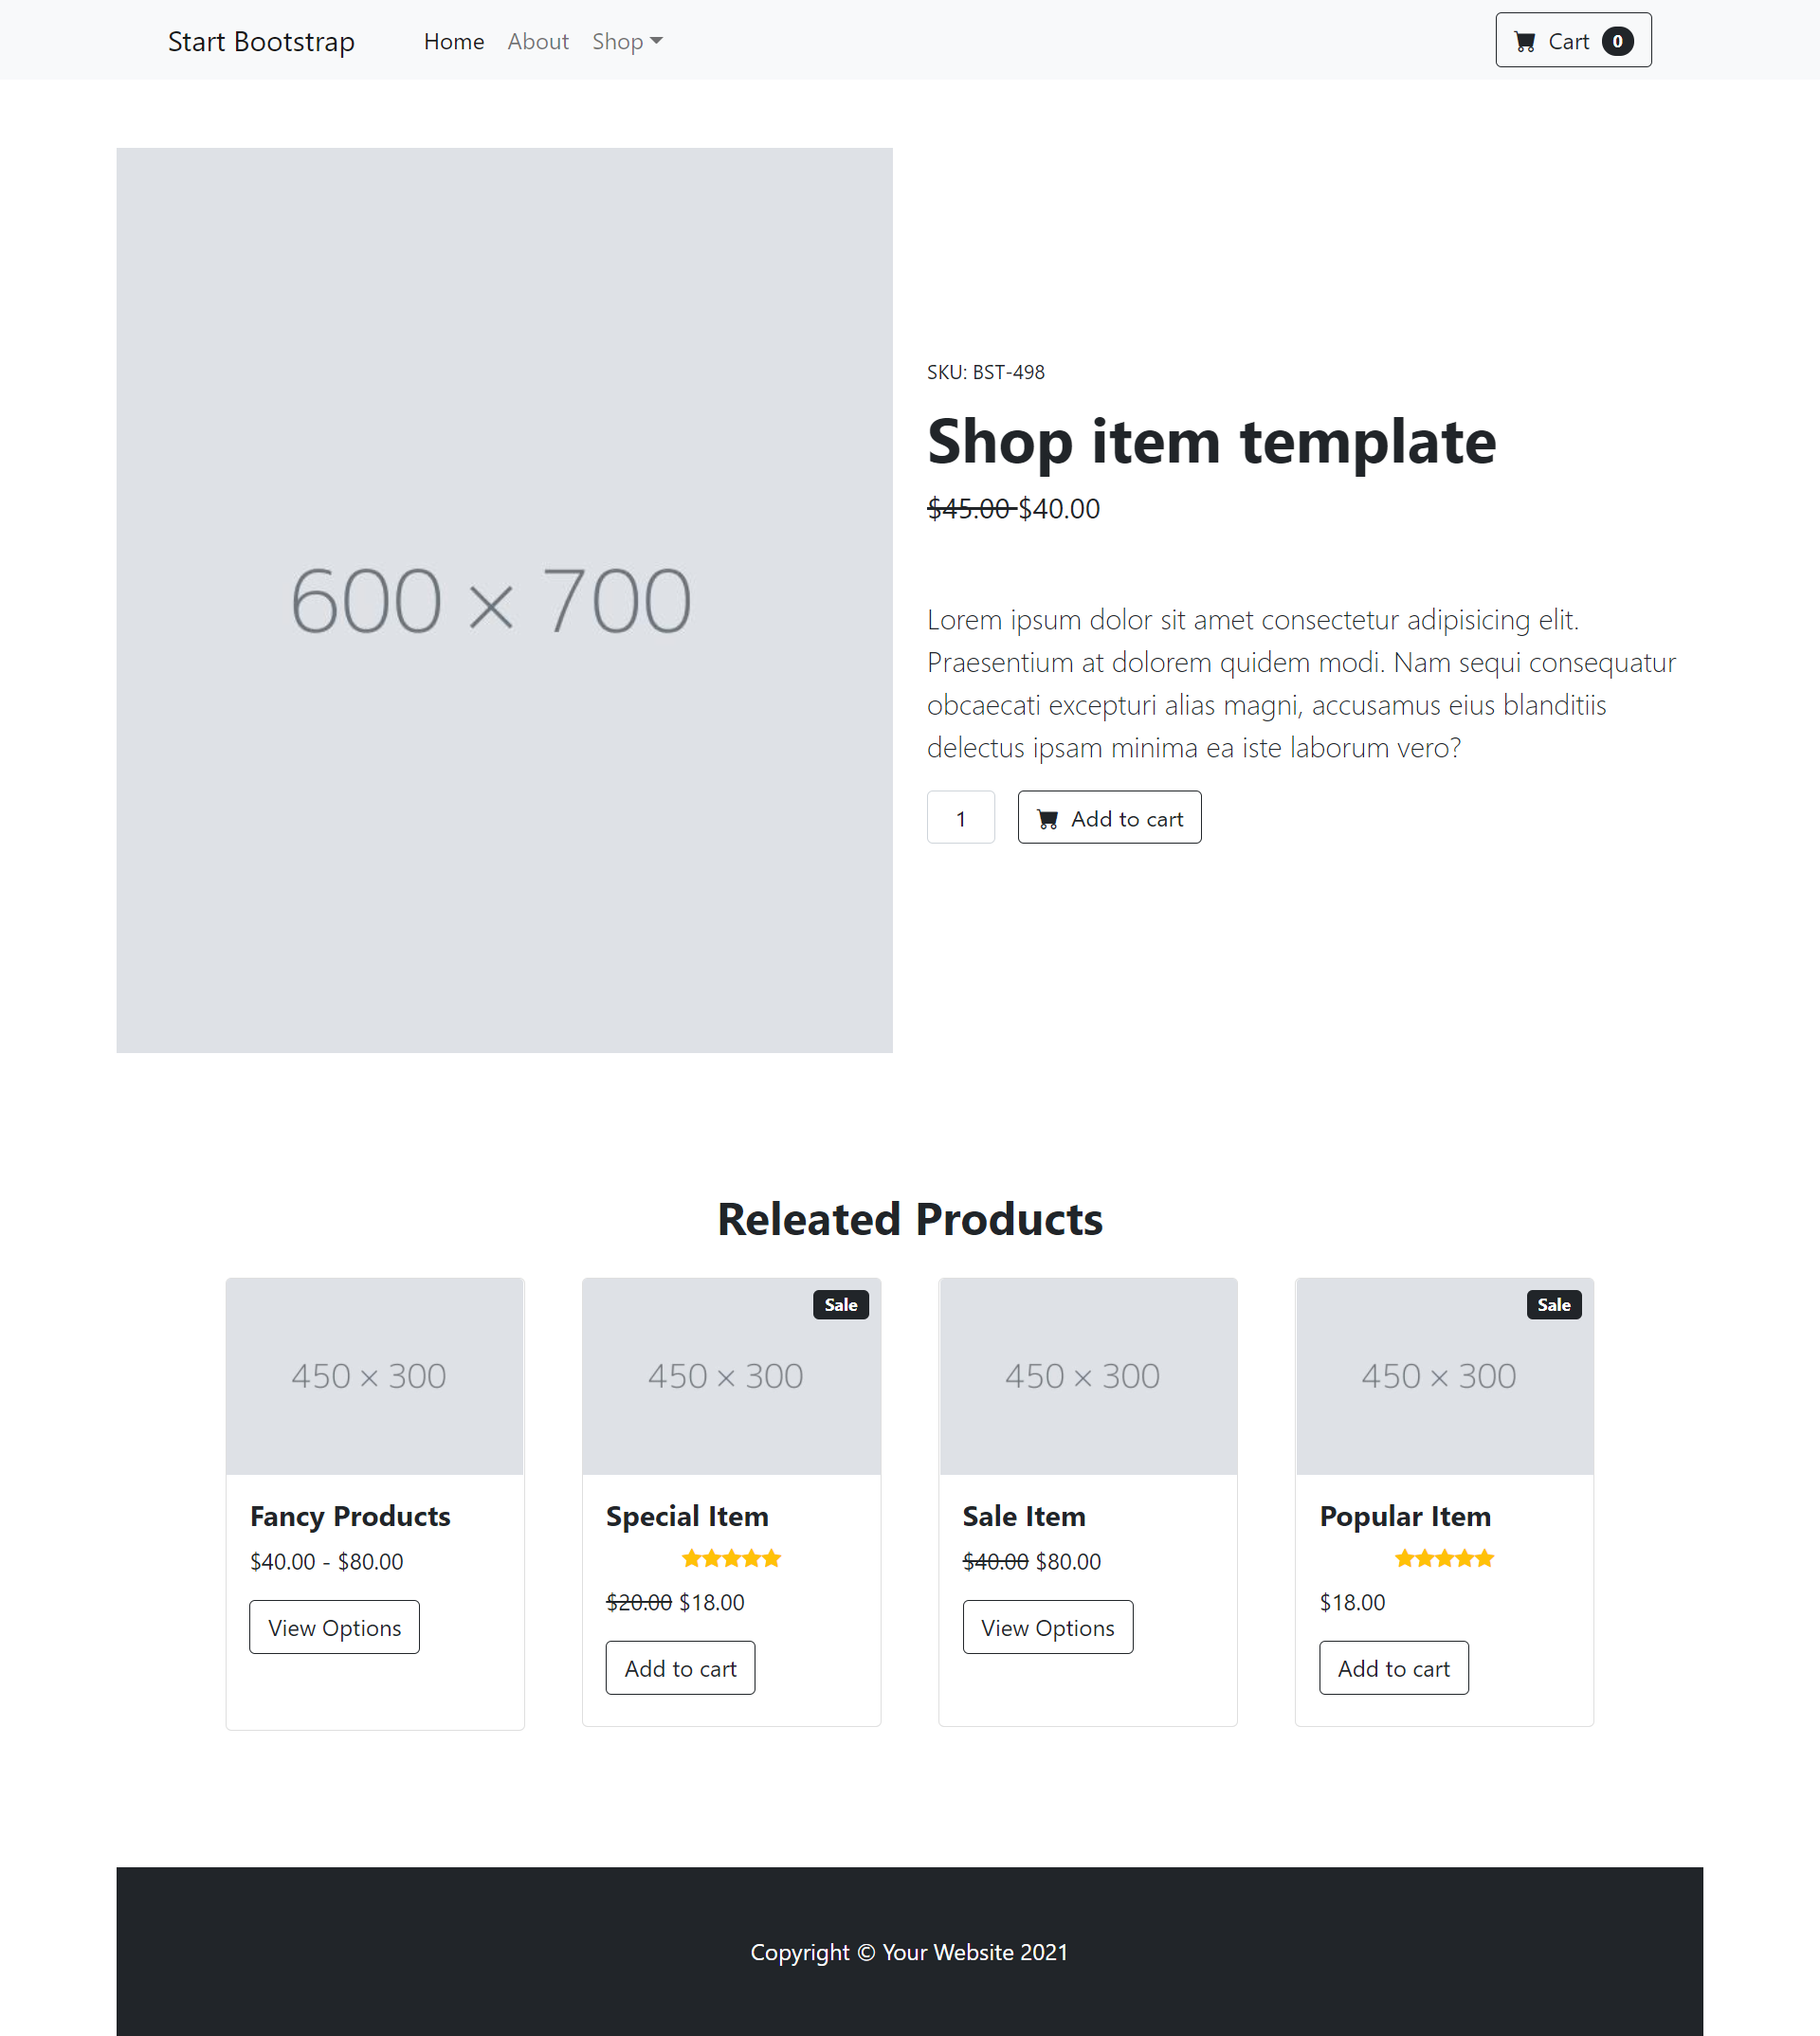 Start Bootstrap Home About Shop Cart 0
600 × 700
SKU: BST-498
Shop item template
$45.00 $40.00
Lorem ipsum dolor sit amet consectetur adipisicing elit.
Praesentium at dolorem quidem modi. Nam sequi consequatur
obcaecati excepturi alias magni, accusamus eius blanditiis
delectus ipsam minima ea iste laborum vero?
1 Add to cart
Releated Products
450 × 300
Fancy Products
$40.00 - $80.00
View Options
Sale
450 × 300
Special Item
$20.00 $18.00
Add to cart
450 × 300
Sale Item
$40.00 $80.00
View Options
Sale
450 × 300
Popular Item
$18.00
Add to cart
Copyright © Your Website 2021